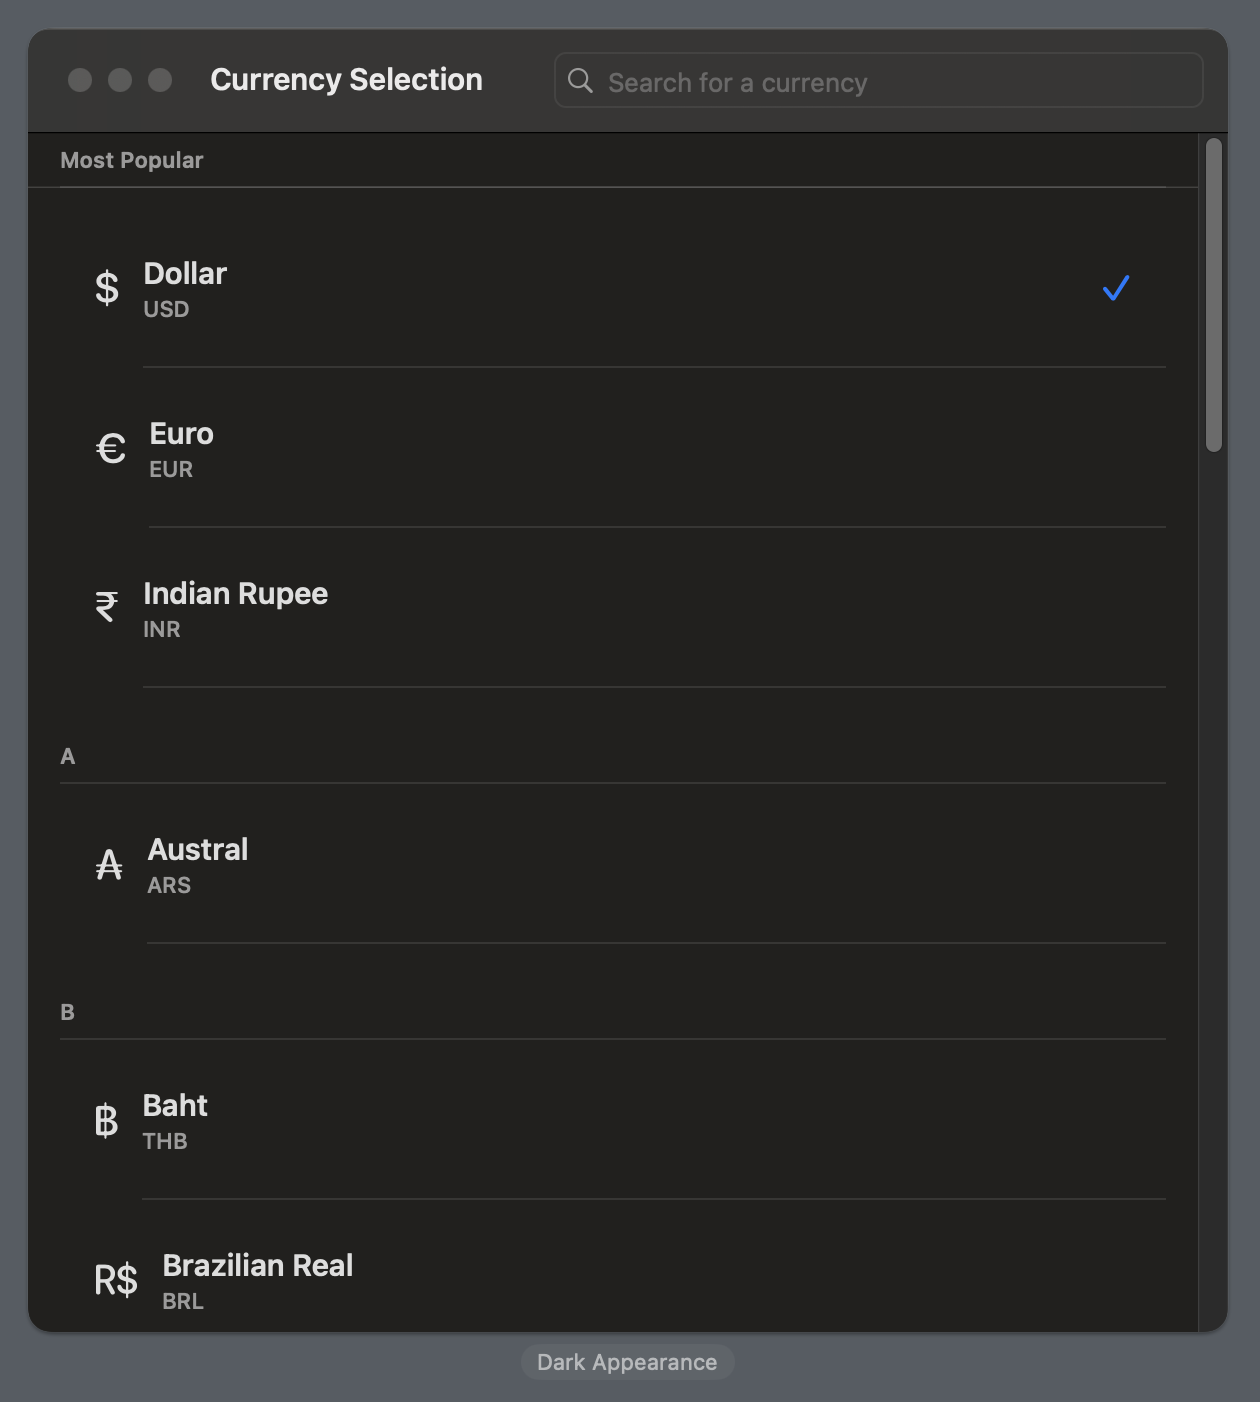 Currency Selection
Search for a currency
Most Popular
$
Dollar
USD
€
Euro
EUR
₹
Indian Rupee
INR
A
₳
Austral
ARS
B
฿
Baht
THB
R$
Brazilian Real
BRL
Dark Appearance